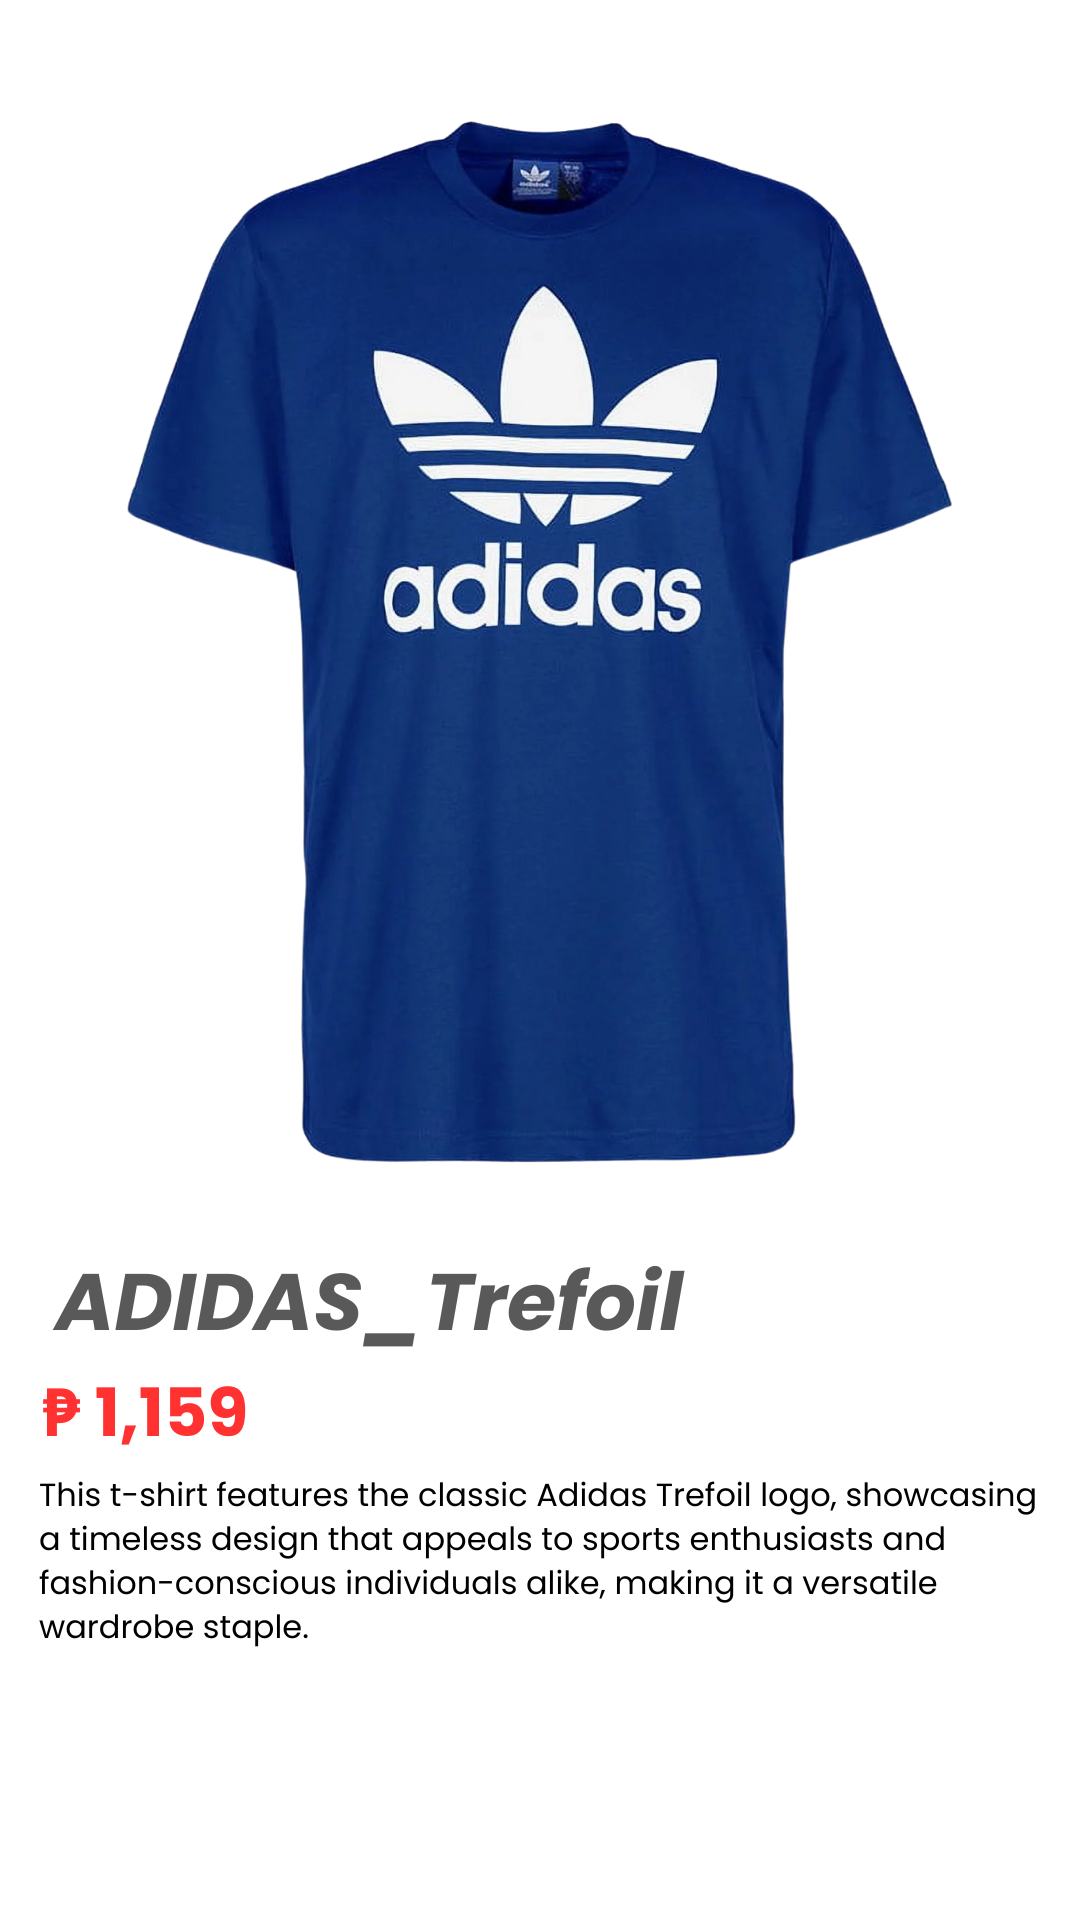 adidas
adidas
ADIDAS_Trefoil
₱ 1,159
This t-shirt features the classic Adidas Trefoil logo, showcasing
a timeless design that appeals to sports enthusiasts and
fashion-conscious individuals alike, making it a versatile
wardrobe staple.